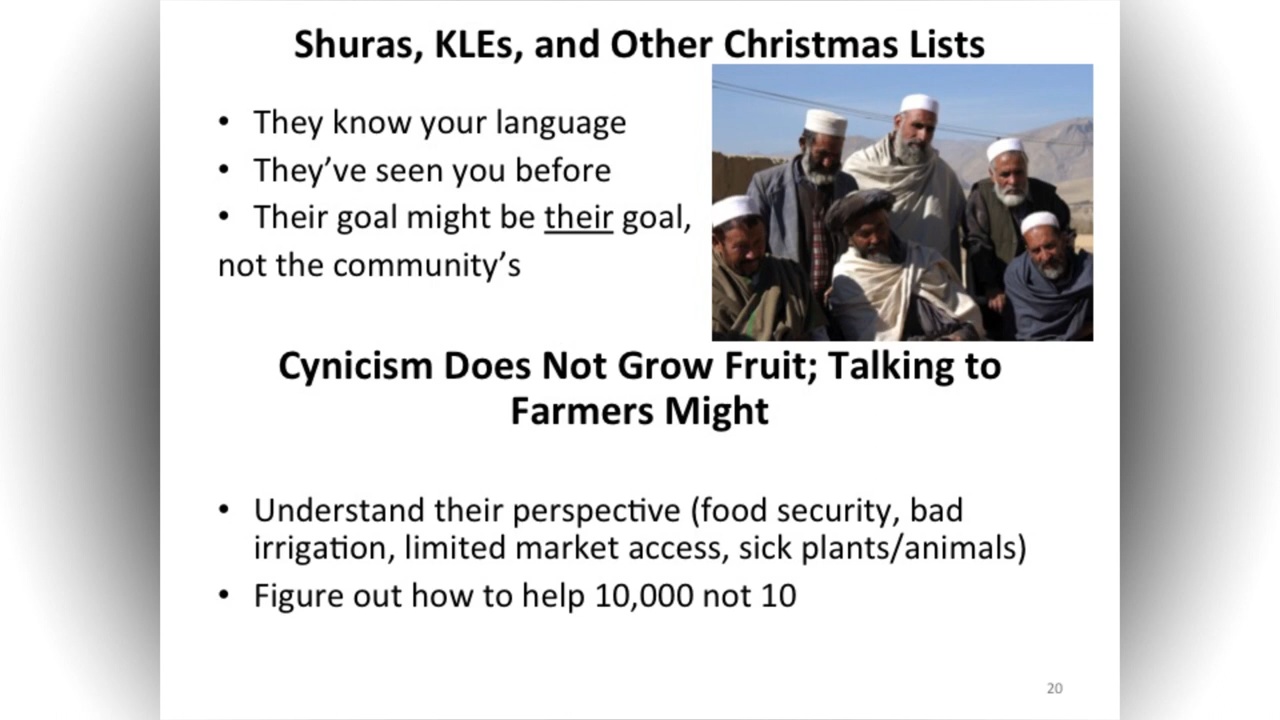 Shuras, KLEs, and Other Christmas Lists
• They know your language
• They’ve seen you before
• Their goal might be their goal,
not the community’s
Cynicism Does Not Grow Fruit; Talking to
Farmers Might
• Understand their perspective (food security, bad
irrigation, limited market access, sick plants/animals)
• Figure out how to help 10,000 not 10
20